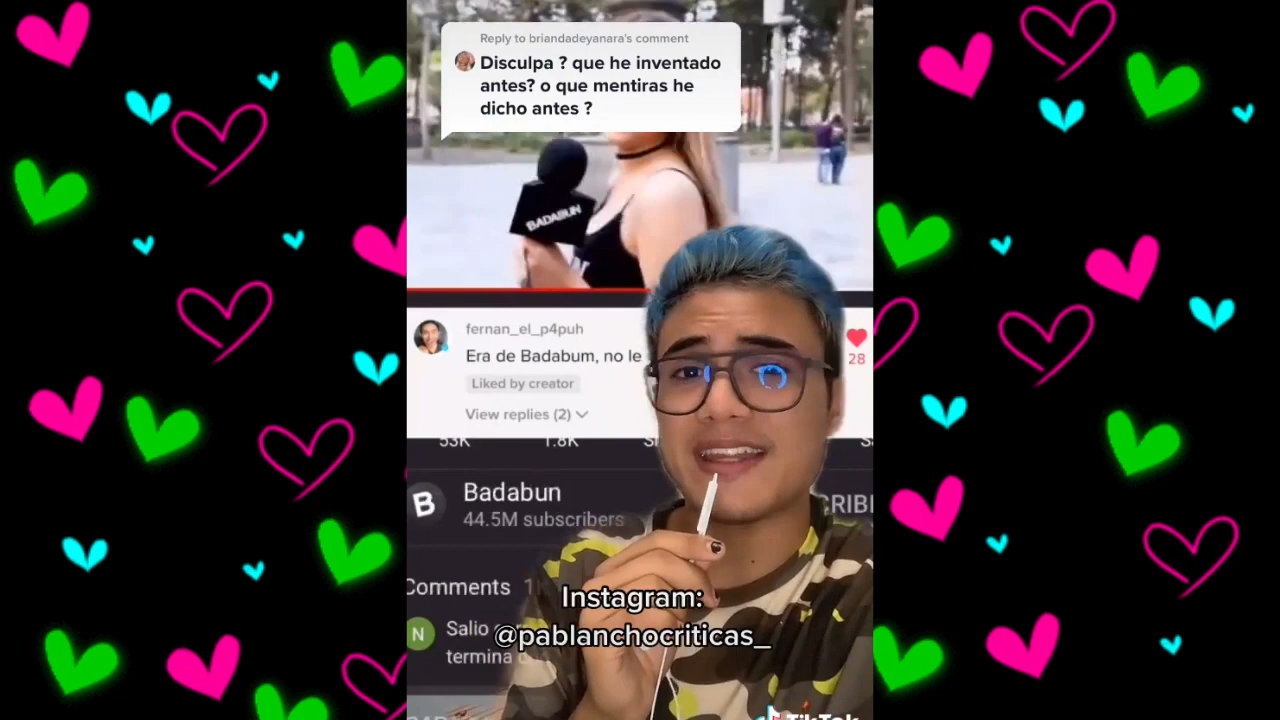 Reply to briandadeyanara's comment
Disculpa ? que he inventado
antes? o que mentiras he
dicho antes ?
BADABUN
fernan_el_p4puh
Era de Badabum, no le
28
Liked by creator
View replies (2)
53K 1.8K
B
Badabun
44.5M subscribers
Comments
N
Salio
termina
Instagram:
@pablanchocriticas_
TikTok